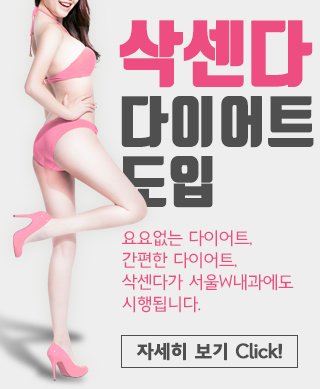 삭센다
다이어트
도입
요요없는 다이어트,
간편한 다이어트,
삭센다가 서울W내과에도
시행됩니다.
자세히 보기 Click!